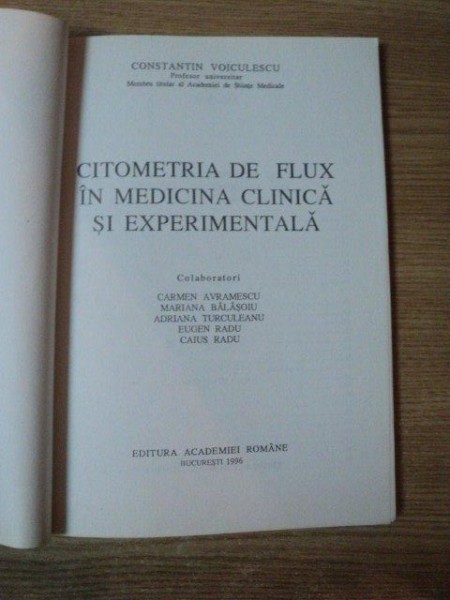 CONSTANTIN VOICULESCU
Profesor universitar
Membru titular al Academiei de Științe Medicale
CITOMETRIA DE FLUX
ÎN MEDICINA CLINICĂ
ȘI EXPERIMENTALĂ
Colaboratori
CARMEN AVRAMESCU
MARIANA BĂLĂȘOIU
ADRIANA TURCULEANU
EUGEN RADU
CAIUS RADU
EDITURA ACADEMIEI ROMÂNE
BUCUREȘTI 1996